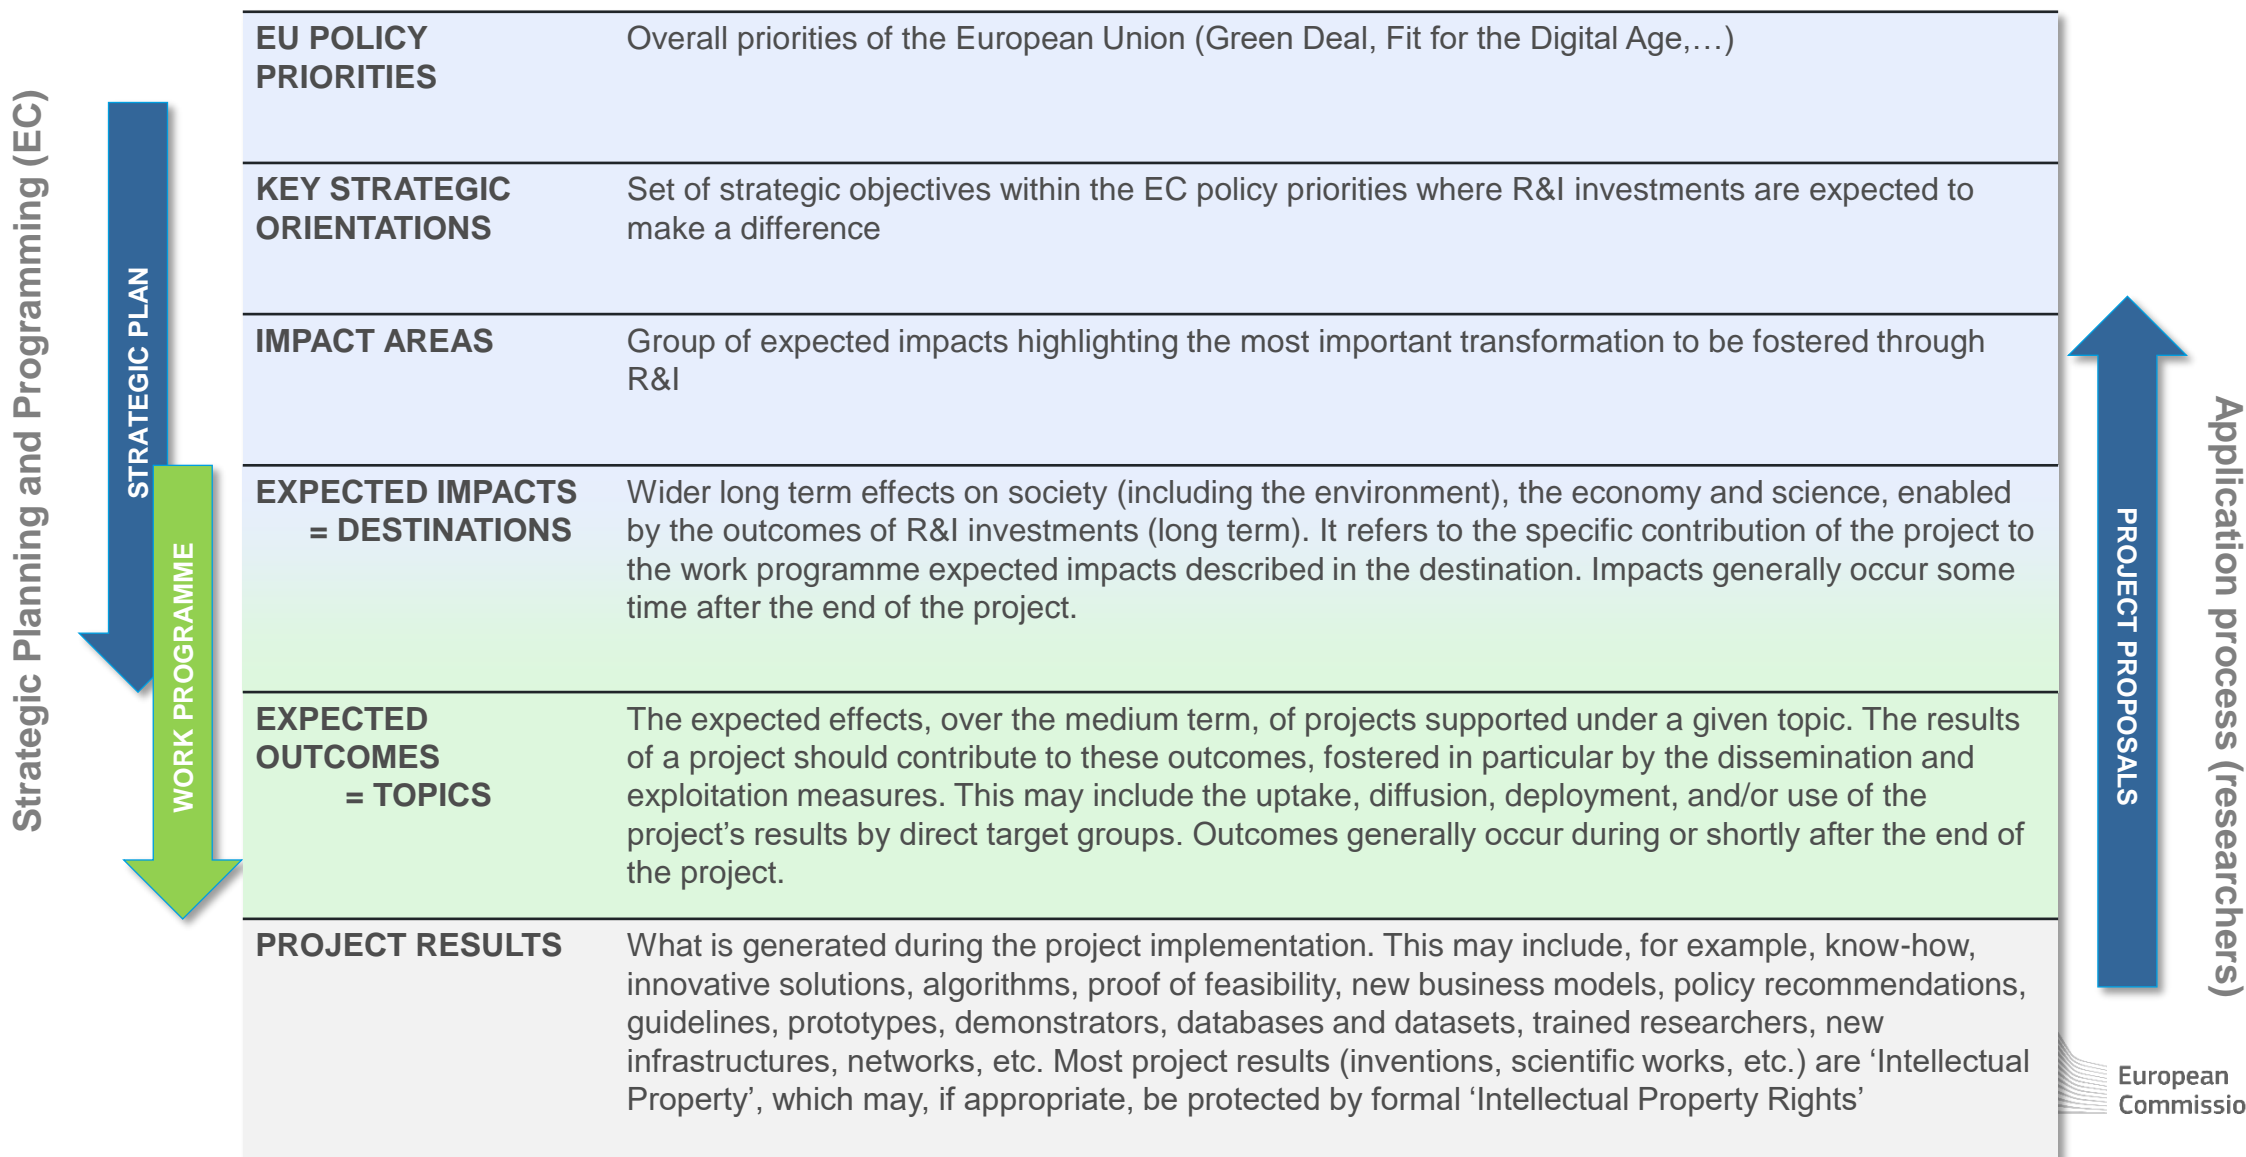 Strategic Planning and Programming (EC)
STRATEGIC PLAN
WORK PROGRAMME
EU POLICY
PRIORITIES
Overall priorities of the European Union (Green Deal, Fit for the Digital Age,…)
KEY STRATEGIC
ORIENTATIONS
Set of strategic objectives within the EC policy priorities where R&I investments are expected to
make a difference
IMPACT AREAS
Group of expected impacts highlighting the most important transformation to be fostered through
R&I
EXPECTED IMPACTS
= DESTINATIONS
Wider long term effects on society (including the environment), the economy and science, enabled
by the outcomes of R&I investments (long term). It refers to the specific contribution of the project to
the work programme expected impacts described in the destination. Impacts generally occur some
time after the end of the project.
EXPECTED
OUTCOMES
= TOPICS
The expected effects, over the medium term, of projects supported under a given topic. The results
of a project should contribute to these outcomes, fostered in particular by the dissemination and
exploitation measures. This may include the uptake, diffusion, deployment, and/or use of the
project’s results by direct target groups. Outcomes generally occur during or shortly after the end of
the project.
PROJECT RESULTS
What is generated during the project implementation. This may include, for example, know-how,
innovative solutions, algorithms, proof of feasibility, new business models, policy recommendations,
guidelines, prototypes, demonstrators, databases and datasets, trained researchers, new
infrastructures, networks, etc. Most project results (inventions, scientific works, etc.) are ‘Intellectual
Property’, which may, if appropriate, be protected by formal ‘Intellectual Property Rights’
PROJECT PROPOSALS
Application process (researchers)
European
Commissio